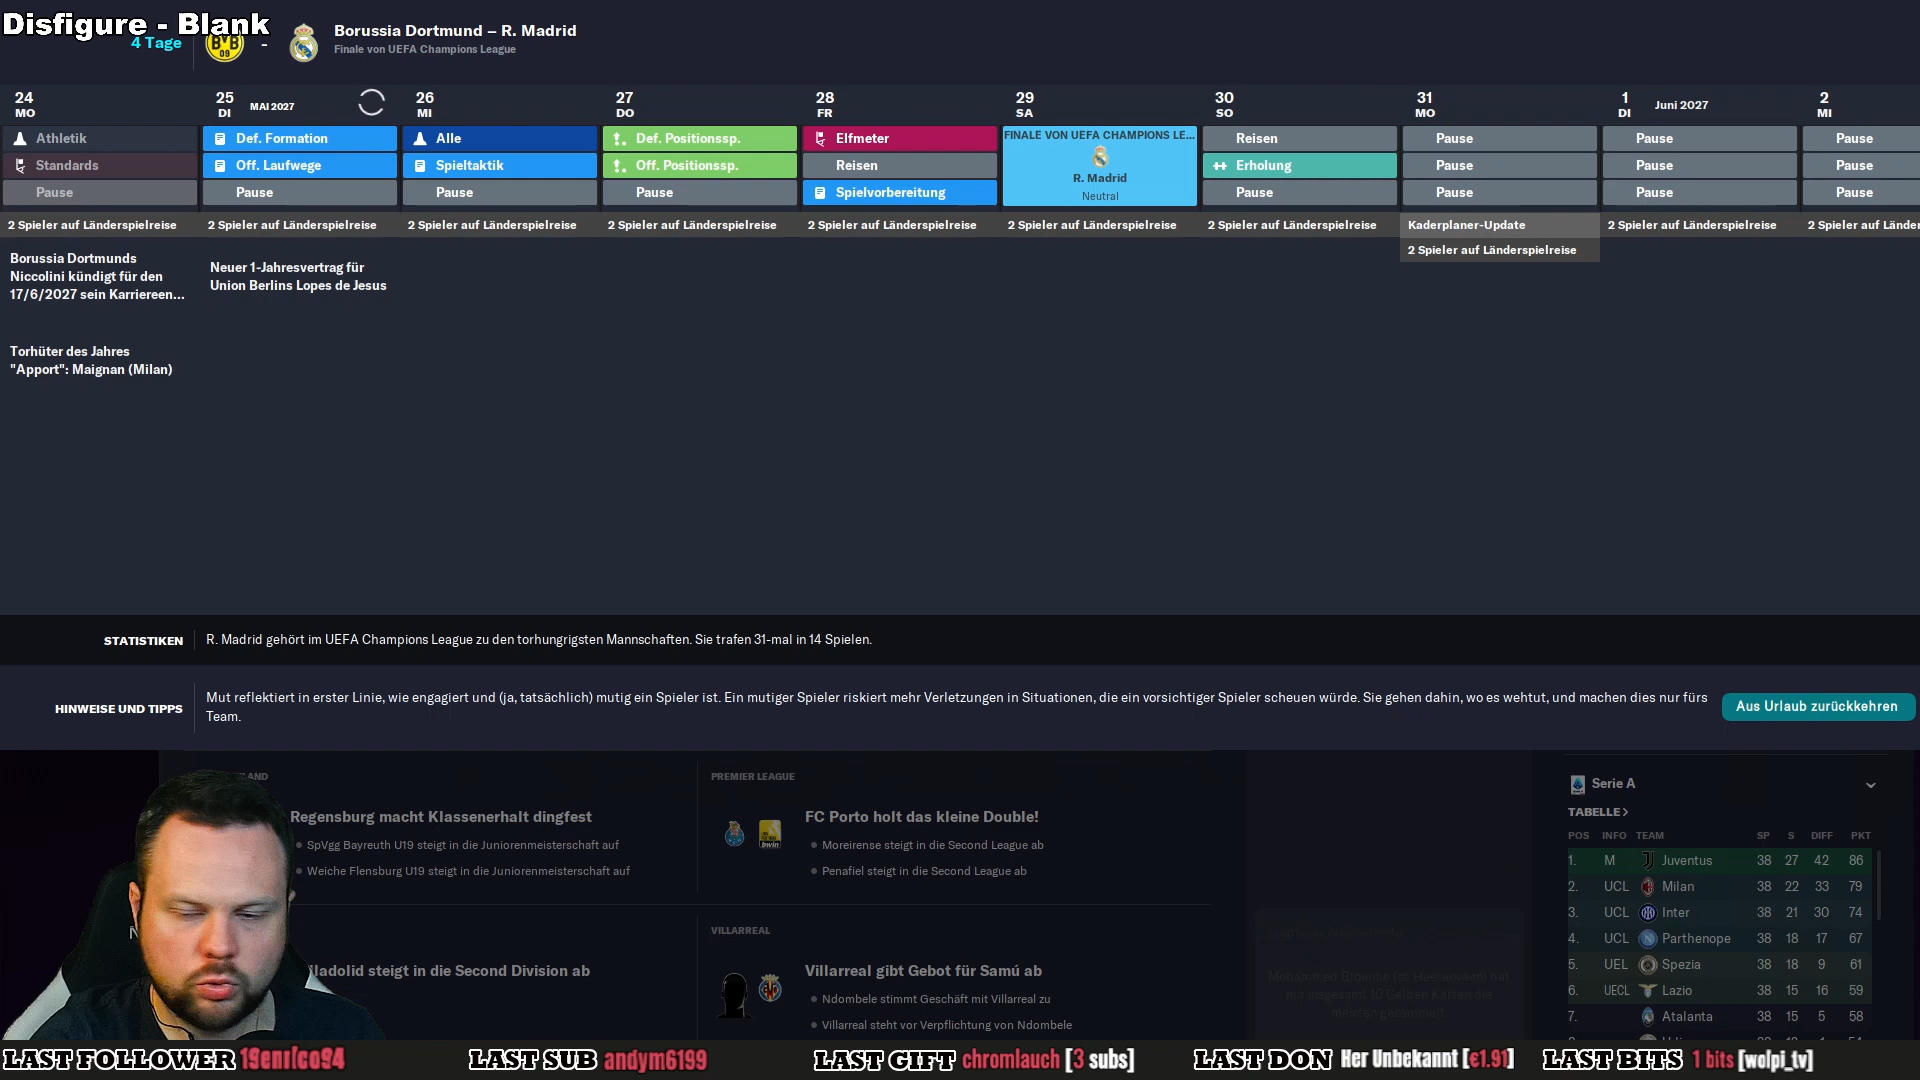 Disfigure - Blank
4 Tage
Borussia Dortmund – R. Madrid
Finale von UEFA Champions League
24 MO
25 DI MAI 2027
26 MI
27 DO
28 FR
29 SA
30 SO
31 MO
1 DI Juni 2027
2 MI
Athletik
Standards
Pause
Def. Formation
Off. Laufwege
Pause
Alle
Spieltaktik
Pause
Def. Positionssp.
Off. Positionssp.
Pause
Elfmeter
Reisen
Spielvorbereitung
FINALE VON UEFA CHAMPIONS LE...
R. Madrid
Neutral
Reisen
Erholung
Pause
Pause
Pause
Pause
Pause
Pause
Pause
Pause
Pause
Pause
2 Spieler auf Länderspielreise
2 Spieler auf Länderspielreise
2 Spieler auf Länderspielreise
2 Spieler auf Länderspielreise
2 Spieler auf Länderspielreise
2 Spieler auf Länderspielreise
2 Spieler auf Länderspielreise
Kaderplaner-Update
2 Spieler auf Länderspielreise
2 Spieler auf Länderspielreise
2 Spieler auf Länder
Borussia Dortmunds
Niccolini kündigt für den
17/6/2027 sein Karriereen...
Torhüter des Jahres
"Apport": Maignan (Milan)
Neuer 1-Jahresvertrag für
Union Berlins Lopes de Jesus
STATISTIKEN
R. Madrid gehört im UEFA Champions League zu den torhungrigsten Mannschaften. Sie trafen 31-mal in 14 Spielen.
HINWEISE UND TIPPS
Mut reflektiert in erster Linie, wie engagiert und (ja, tatsächlich) mutig ein Spieler ist. Ein mutiger Spieler riskiert mehr Verletzungen in Situationen, die ein vorsichtiger Spieler scheuen würde. Sie gehen dahin, wo es wehtut, und machen dies nur fürs
Team.
Aus Urlaub zurückkehren
AND
Regensburg macht Klassenerhalt dingfest
SpVgg Bayreuth U19 steigt in die Juniorenmeisterschaft auf
Weiche Flensburg U19 steigt in die Juniorenmeisterschaft auf
lladolid steigt in die Second Division ab
PREMIER LEAGUE
FC Porto holt das kleine Double!
Moreirense steigt in die Second League ab
Penafiel steigt in die Second League ab
VILLARREAL
Villarreal gibt Gebot für Samú ab
Ndombele stimmt Geschäft mit Villarreal zu
Villarreal steht vor Verpflichtung von Ndombele
Serie A
TABELLE
POS INFO TEAM SP S DIFF PKT
1. M Juventus 38 27 42 86
2. UCL Milan 38 22 33 79
3. UCL Inter 38 21 30 74
4. UCL Parthenope 38 18 17 67
5. UEL Spezia 38 18 9 61
6. UECL Lazio 38 15 16 59
7. Atalanta 38 15 5 58
LAST FOLLOWER 19enrico94
LAST SUB andym6199
LAST GIFT chromlauch [3 subs]
LAST DON Her Unbekannt [€1.91]
LAST BITS 1 bits [wolpi_tv]